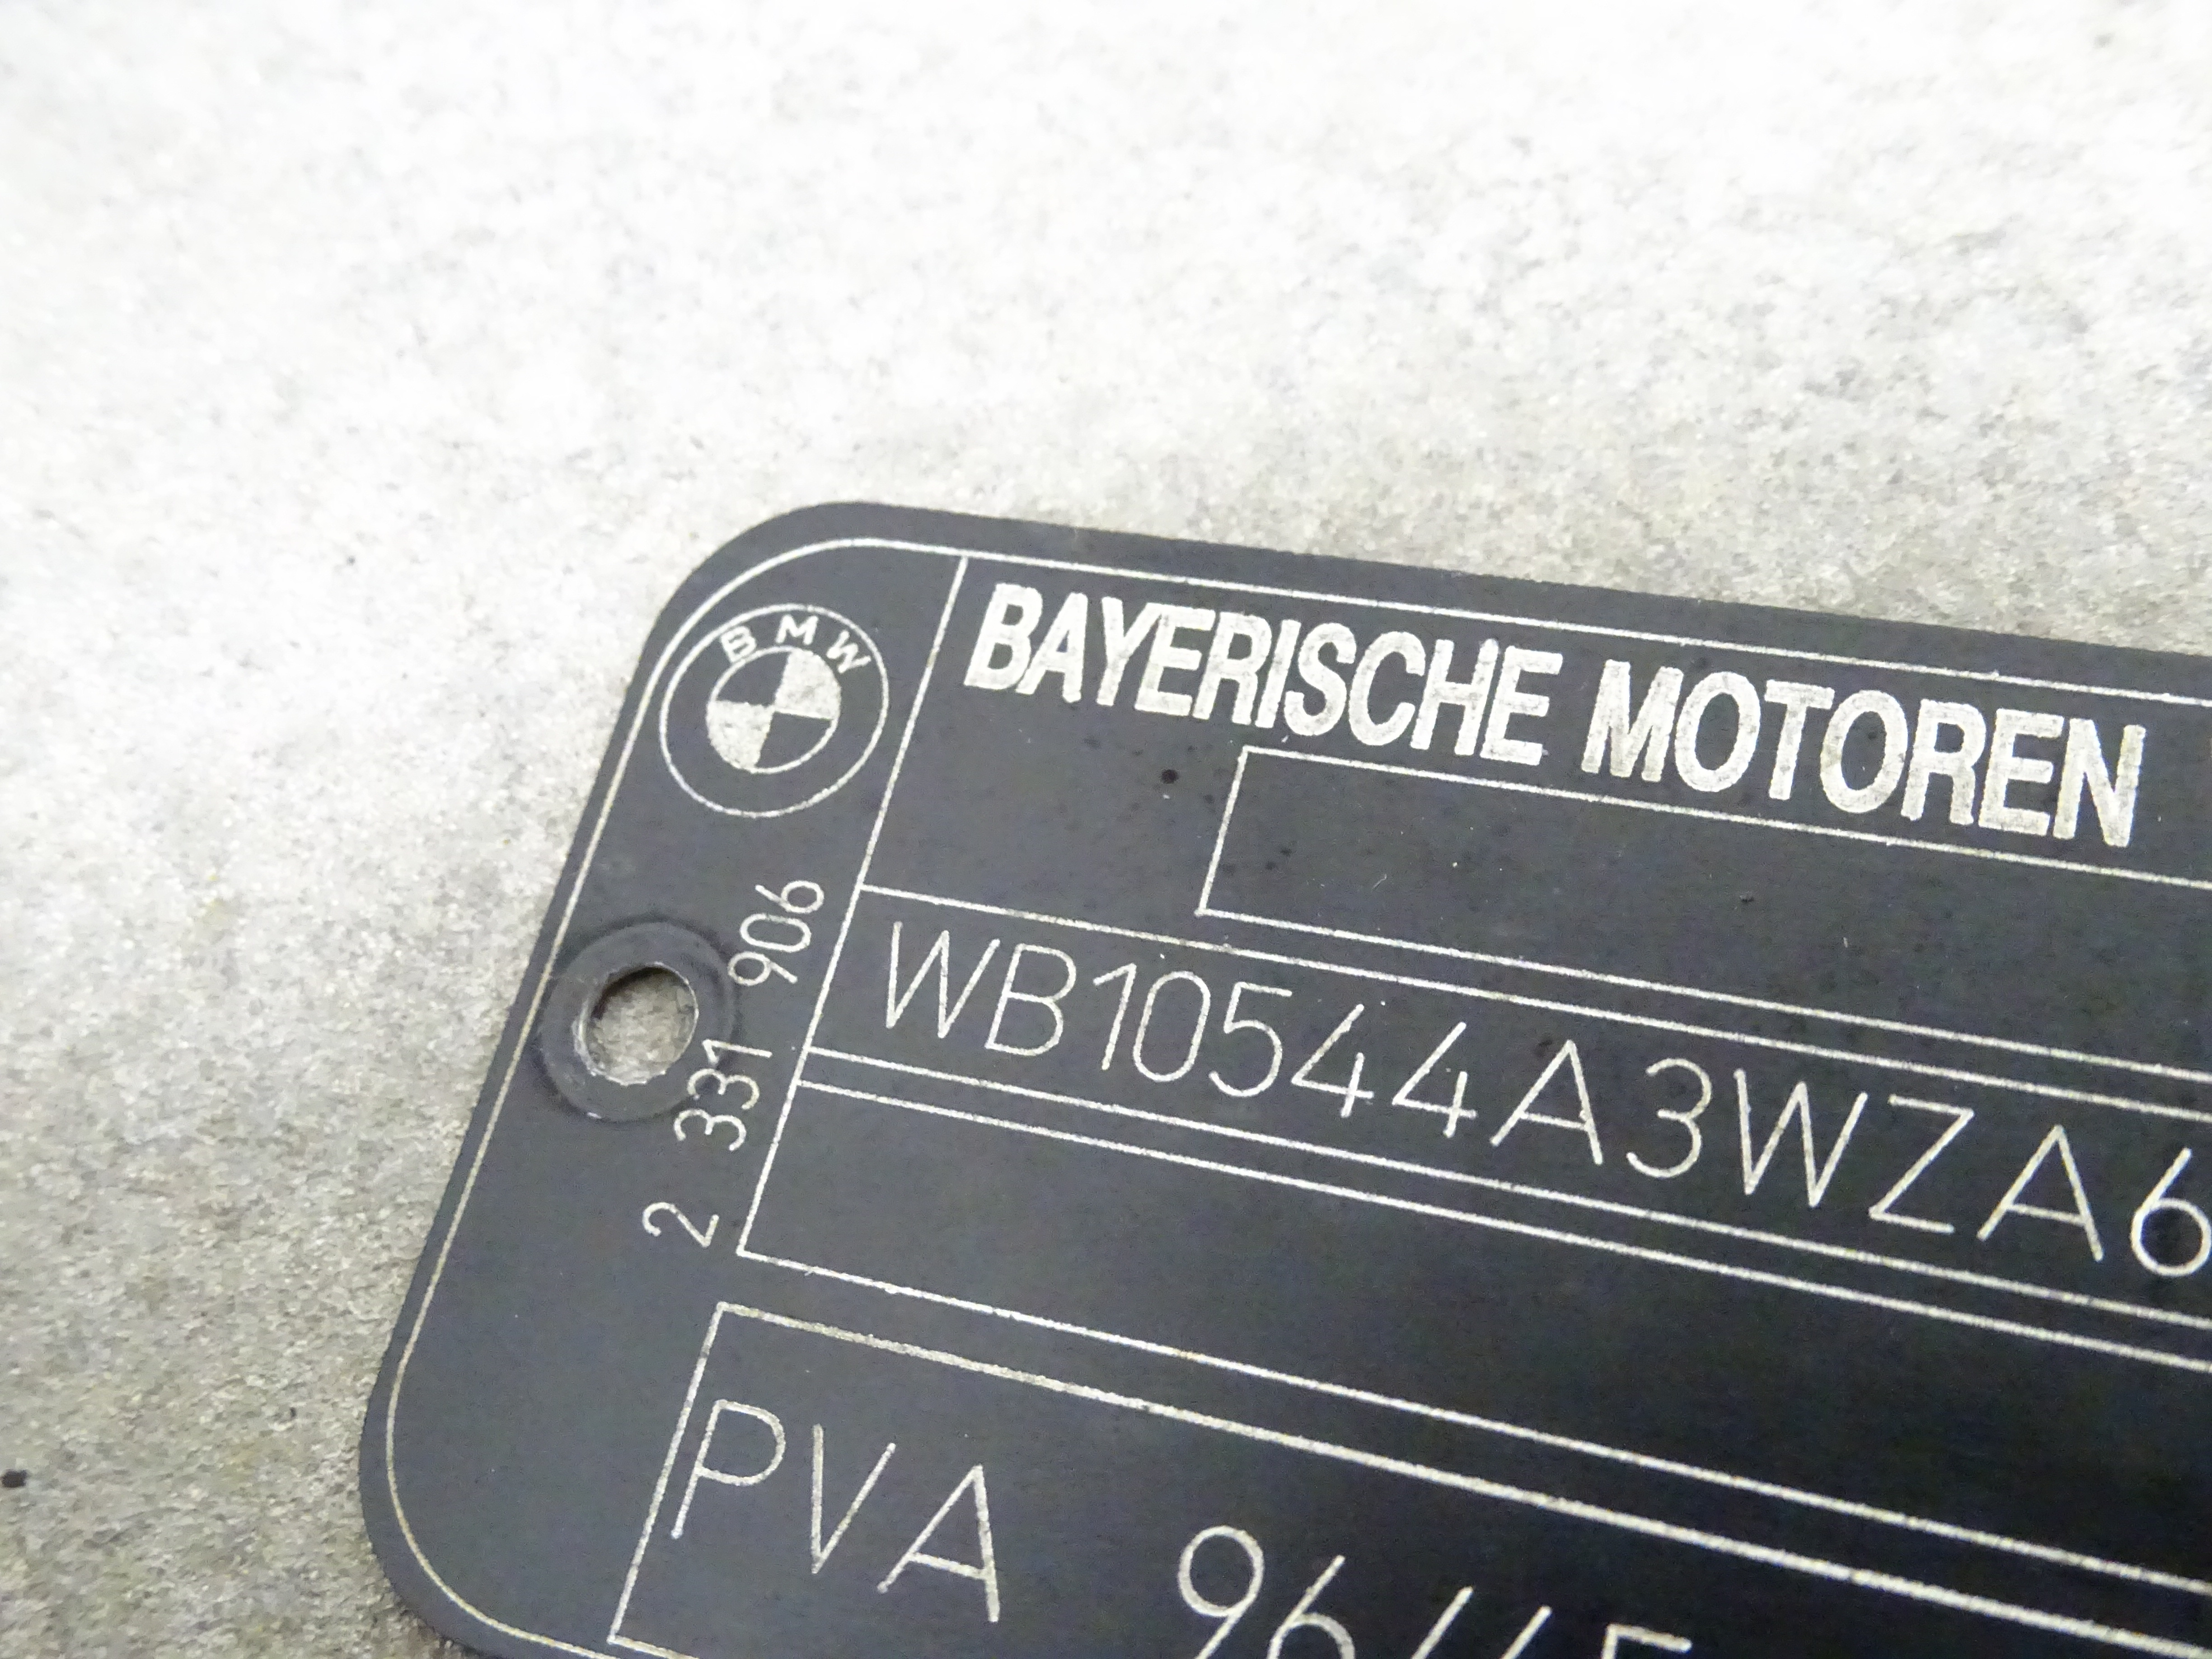 BMW
BAYERISCHE MOTOREN
2 331 906
WB10544A3WZA6
PVA